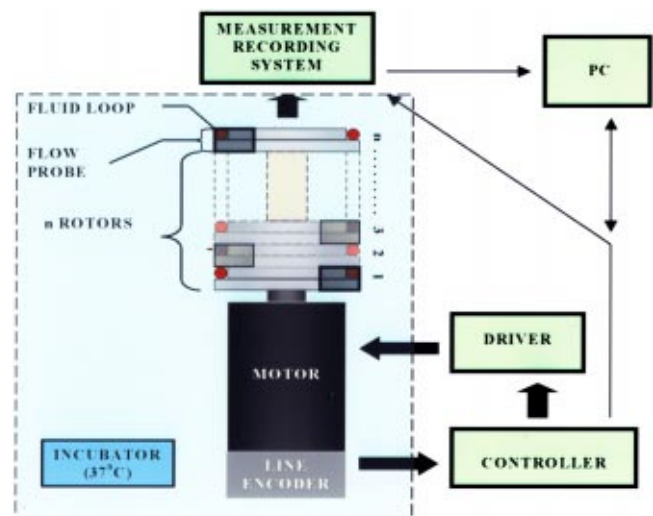 MEASUREMENT
RECORDING
SYSTEM
PC
FLUID LOOP
FLOW
PROBE
n ROTORS
n
3
2
1
DRIVER
MOTOR
INCUBATOR
(37°C)
LINE
ENCODER
CONTROLLER